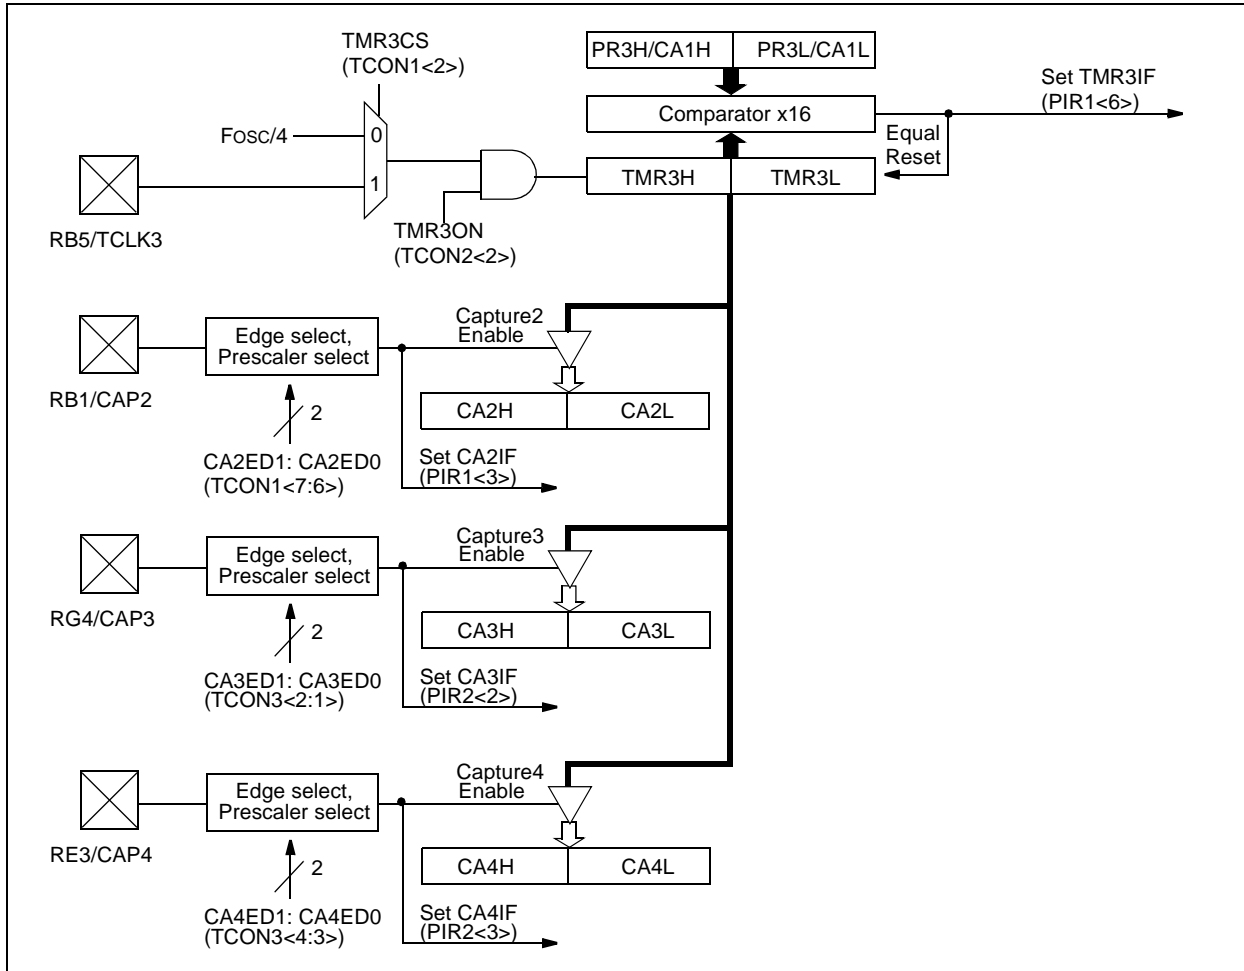 TMR3CS
(TCON1<2>)
PR3H/CA1H
PR3L/CA1L
Set TMR3IF
(PIR1<6>)
Comparator x16
FOSC/4
0
1
Equal
Reset
TMR3H
TMR3L
RB5/TCLK3
TMR3ON
(TCON2<2>)
Capture2
Enable
Edge select,
Prescaler select
RB1/CAP2
2
CA2H
CA2L
CA2ED1: CA2ED0
(TCON1<7:6>)
Set CA2IF
(PIR1<3>)
Capture3
Enable
Edge select,
Prescaler select
RG4/CAP3
2
CA3H
CA3L
CA3ED1: CA3ED0
(TCON3<2:1>)
Set CA3IF
(PIR2<2>)
Capture4
Enable
Edge select,
Prescaler select
RE3/CAP4
2
CA4H
CA4L
CA4ED1: CA4ED0
(TCON3<4:3>)
Set CA4IF
(PIR2<3>)